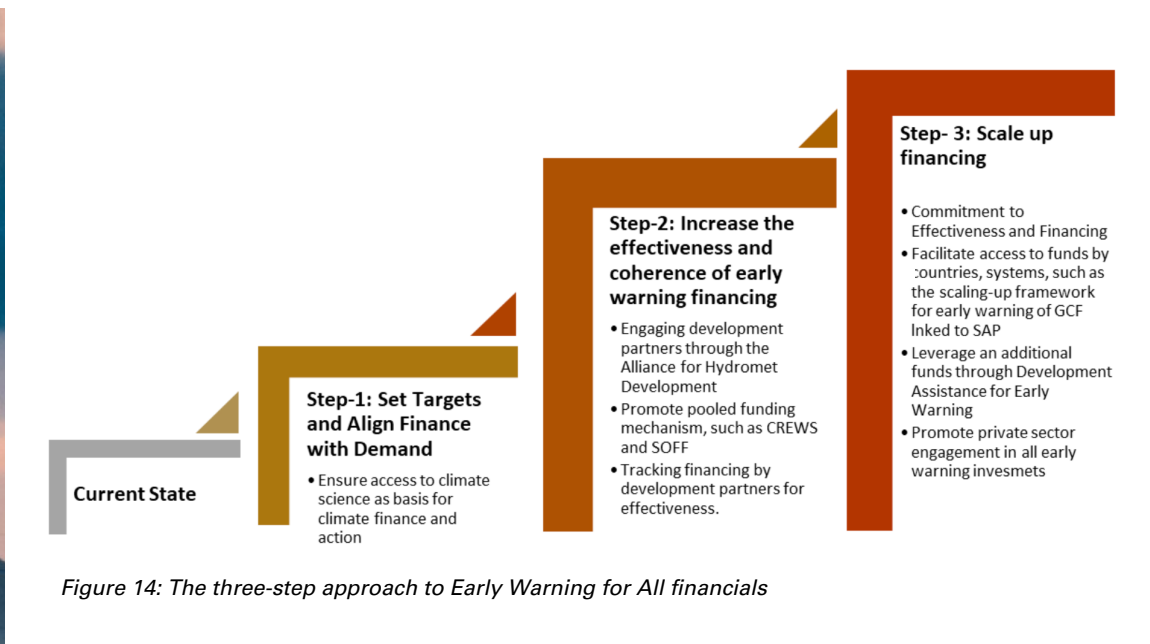 Current State
Step-1: Set Targets
and Align Finance
with Demand
• Ensure access to climate
science as basis for
climate finance and
action
Step-2: Increase the
effectiveness and
coherence of early
warning financing
• Engaging development
partners through the
Alliance for Hydromet
Development
• Promote pooled funding
mechanism, such as CREWS
and SOFF
• Tracking financing by
development partners for
effectiveness.
Step- 3: Scale up
financing
• Commitment to
Effectiveness and Financing
• Facilitate access to funds by
countries, systems, such as
the scaling-up framework
for early warning of GCF
lnked to SAP
• Leverage an additional
funds through Development
Assistance for Early
Warning
• Promote private sector
engagement in all early
warning invesmets
Figure 14: The three-step approach to Early Warning for All financials